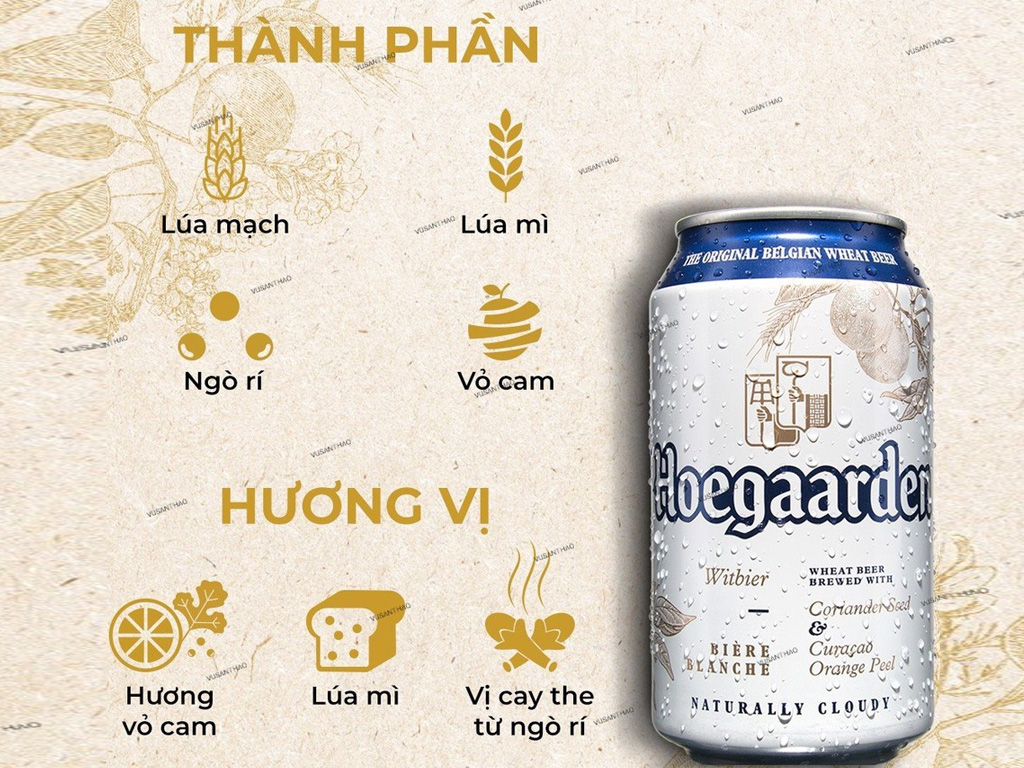 THÀNH PHẦN
Lúa mạch
Lúa mì
Ngò rí
Vỏ cam
HƯƠNG VỊ
Hương
vỏ cam
Lúa mì
Vị cay the
từ ngò rí
THE ORIGINAL BELGIAN WHEAT BEER
Hoegaarden
Witbier
BIÈRE
BLANCHE
WHEAT BEER
BREWED WITH
Coriander Seed
&
Curaçao
Orange Peel
NATURALLY CLOUDY
VUSANTHAO